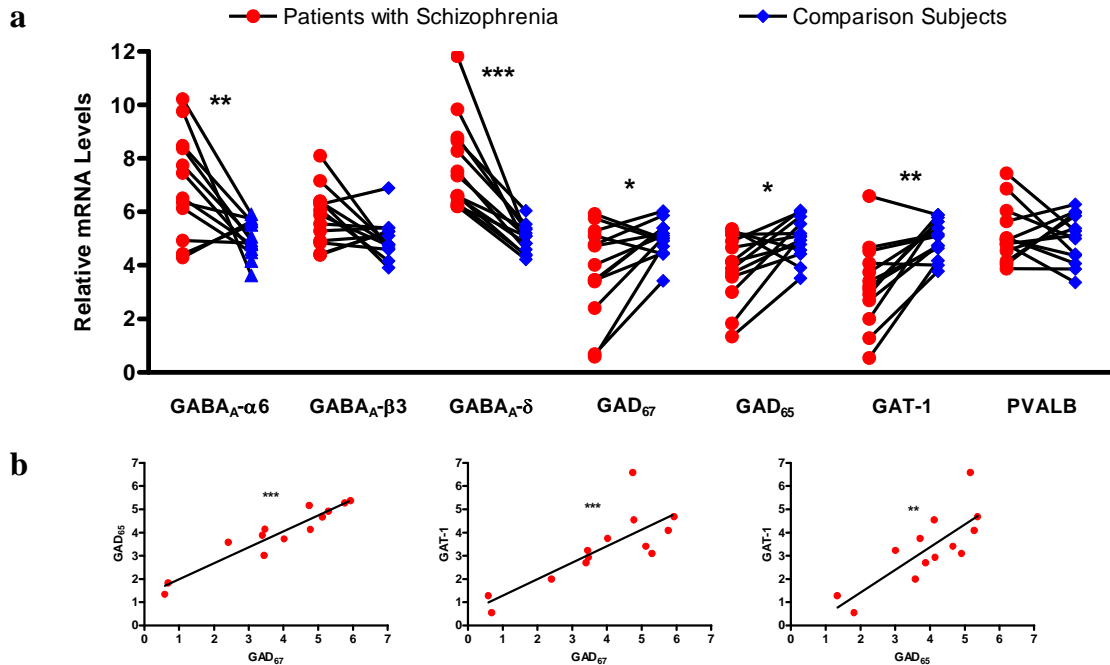 a
Patients with Schizophrenia Comparison Subjects
Relative mRNA Levels
12
10
8
6
4
2
0
** *** * * **
GABAA-α6 GABAA-β3 GABAA-δ GAD67 GAD65 GAT-1 PVALB
b
GAD65
7
6
5
4
3
2
1
0
***
0 1 2 3 4 5 6 7
GAD67
GAT-1
7
6
5
4
3
2
1
0
***
0 1 2 3 4 5 6 7
GAD67
GAT-1
7
6
5
4
3
2
1
0
**
0 1 2 3 4 5 6 7
GAD65